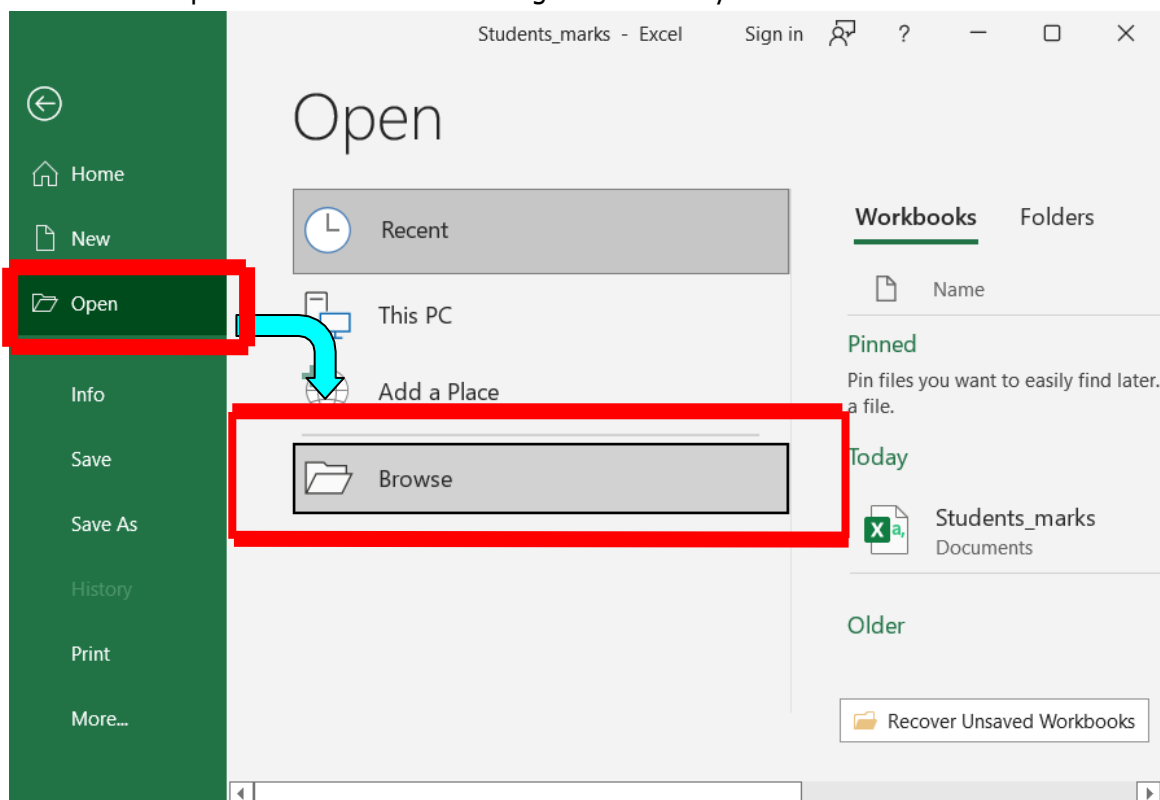 Students_marks - Excel Sign in ?
Open
Home
New
Open
Info
Save
Save As
History
Print
More...
Recent
This PC
Add a Place
Browse
Workbooks Folders
Name
Pinned
Pin files you want to easily find later.
a file.
Today
Students_marks
Documents
Older
Recover Unsaved Workbooks